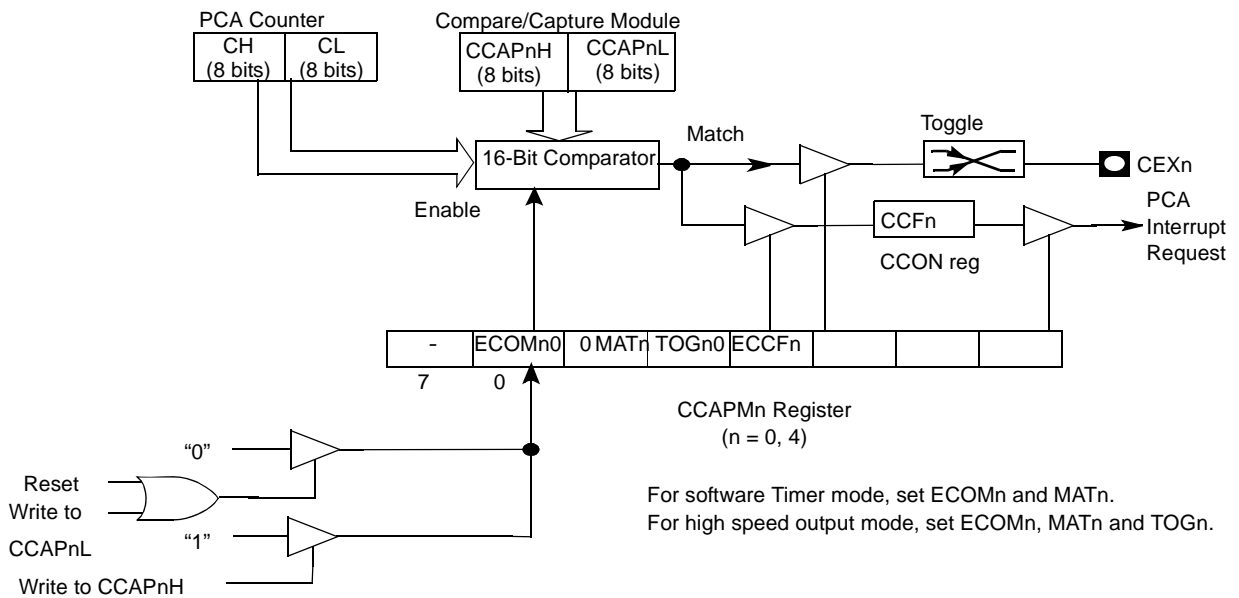 PCA Counter
CH
(8 bits)
CL
(8 bits)
Compare/Capture Module
CCAPnH
(8 bits)
CCAPnL
(8 bits)
16-Bit Comparator
Match
Toggle
CEXn
Enable
CCFn
CCON reg
PCA
Interrupt
Request
-
ECOMn0
0 MATn
TOGn0
ECCFn
7
0
CCAPMn Register
(n = 0, 4)
“0”
Reset
Write to
CCAPnL
“1”
Write to CCAPnH
For software Timer mode, set ECOMn and MATn.
For high speed output mode, set ECOMn, MATn and TOGn.